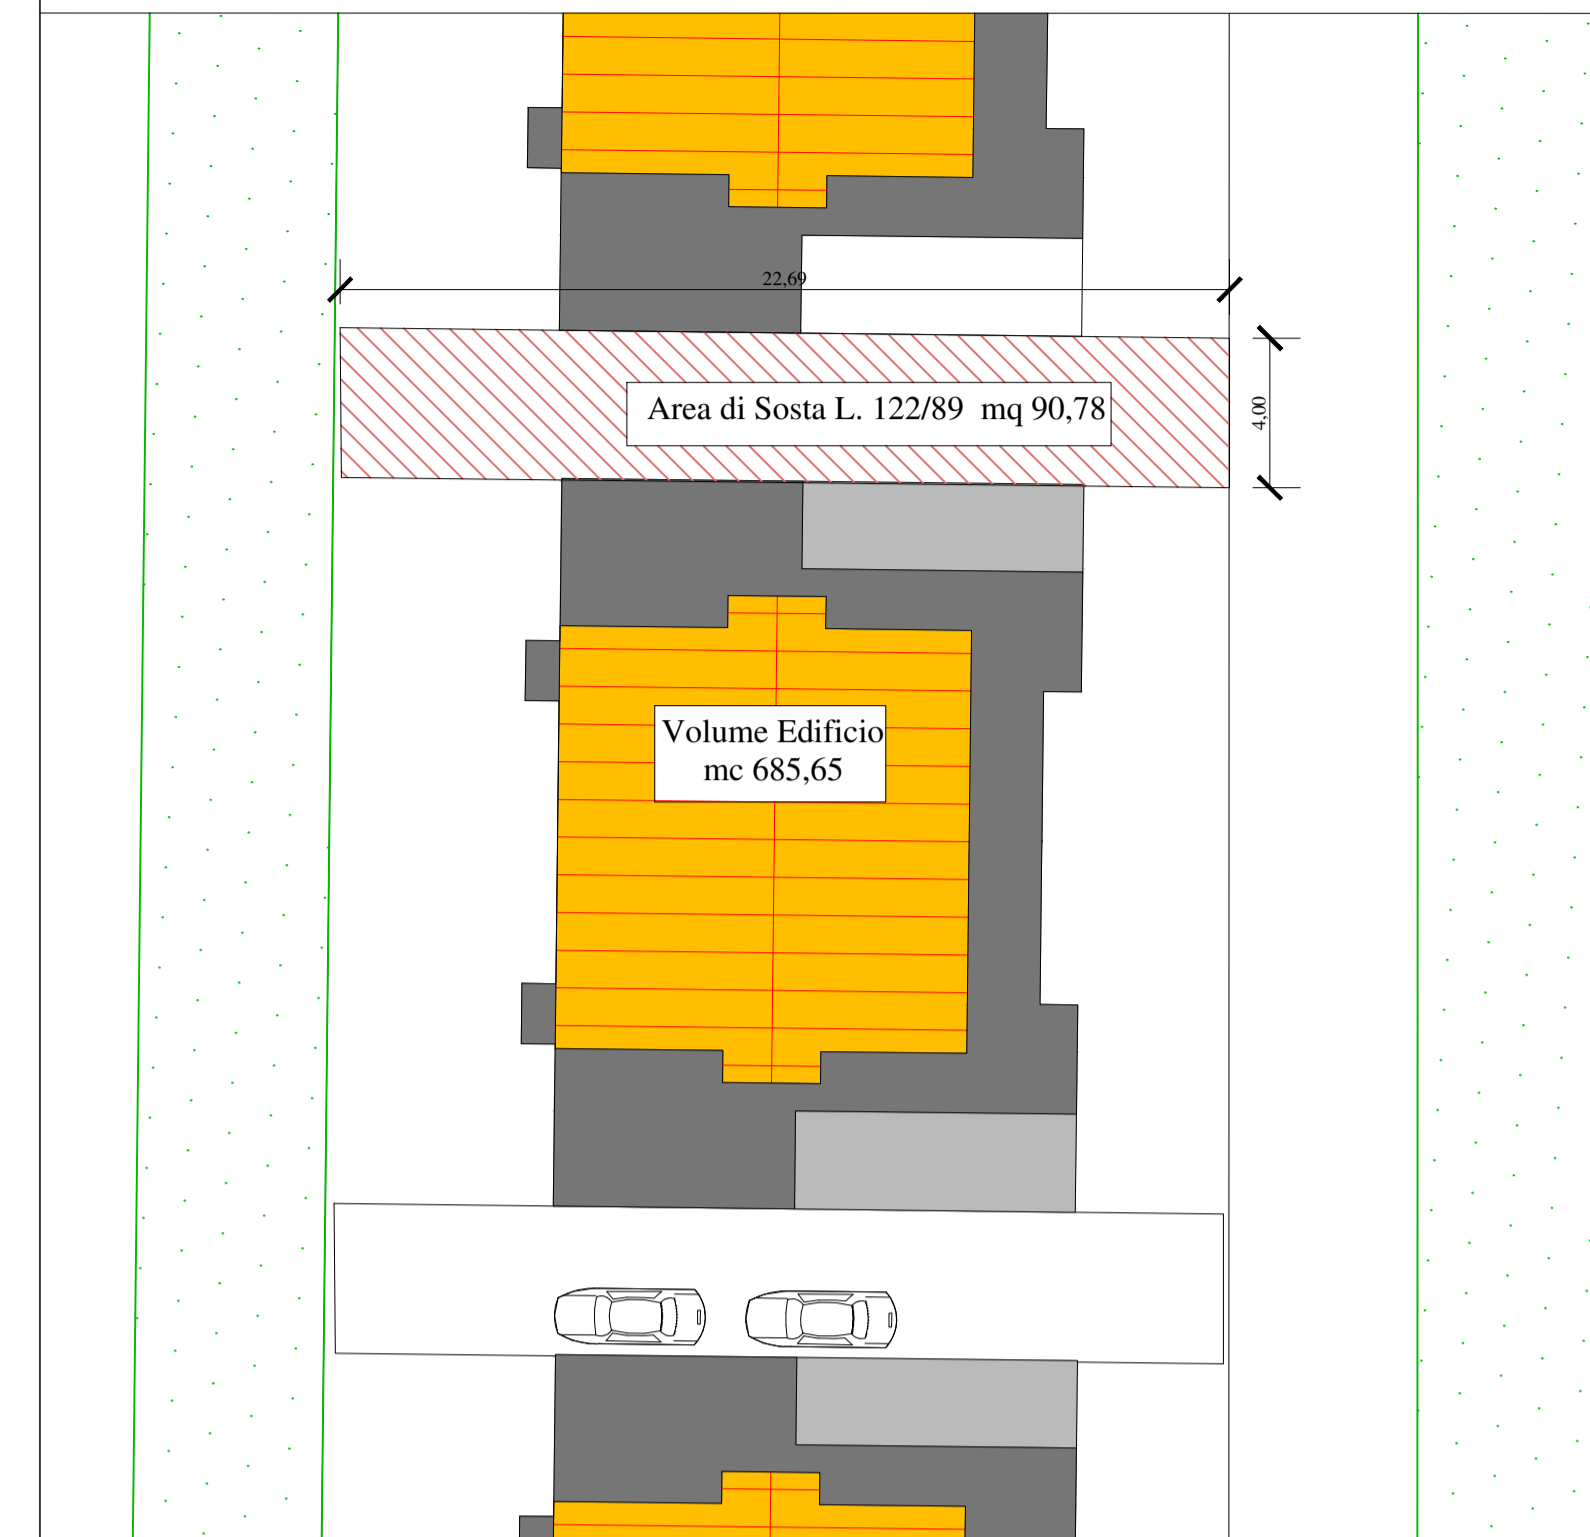 22,69
Area di Sosta L. 122/89 mq 90,78
4,00
Volume Edificio
mc 685,65